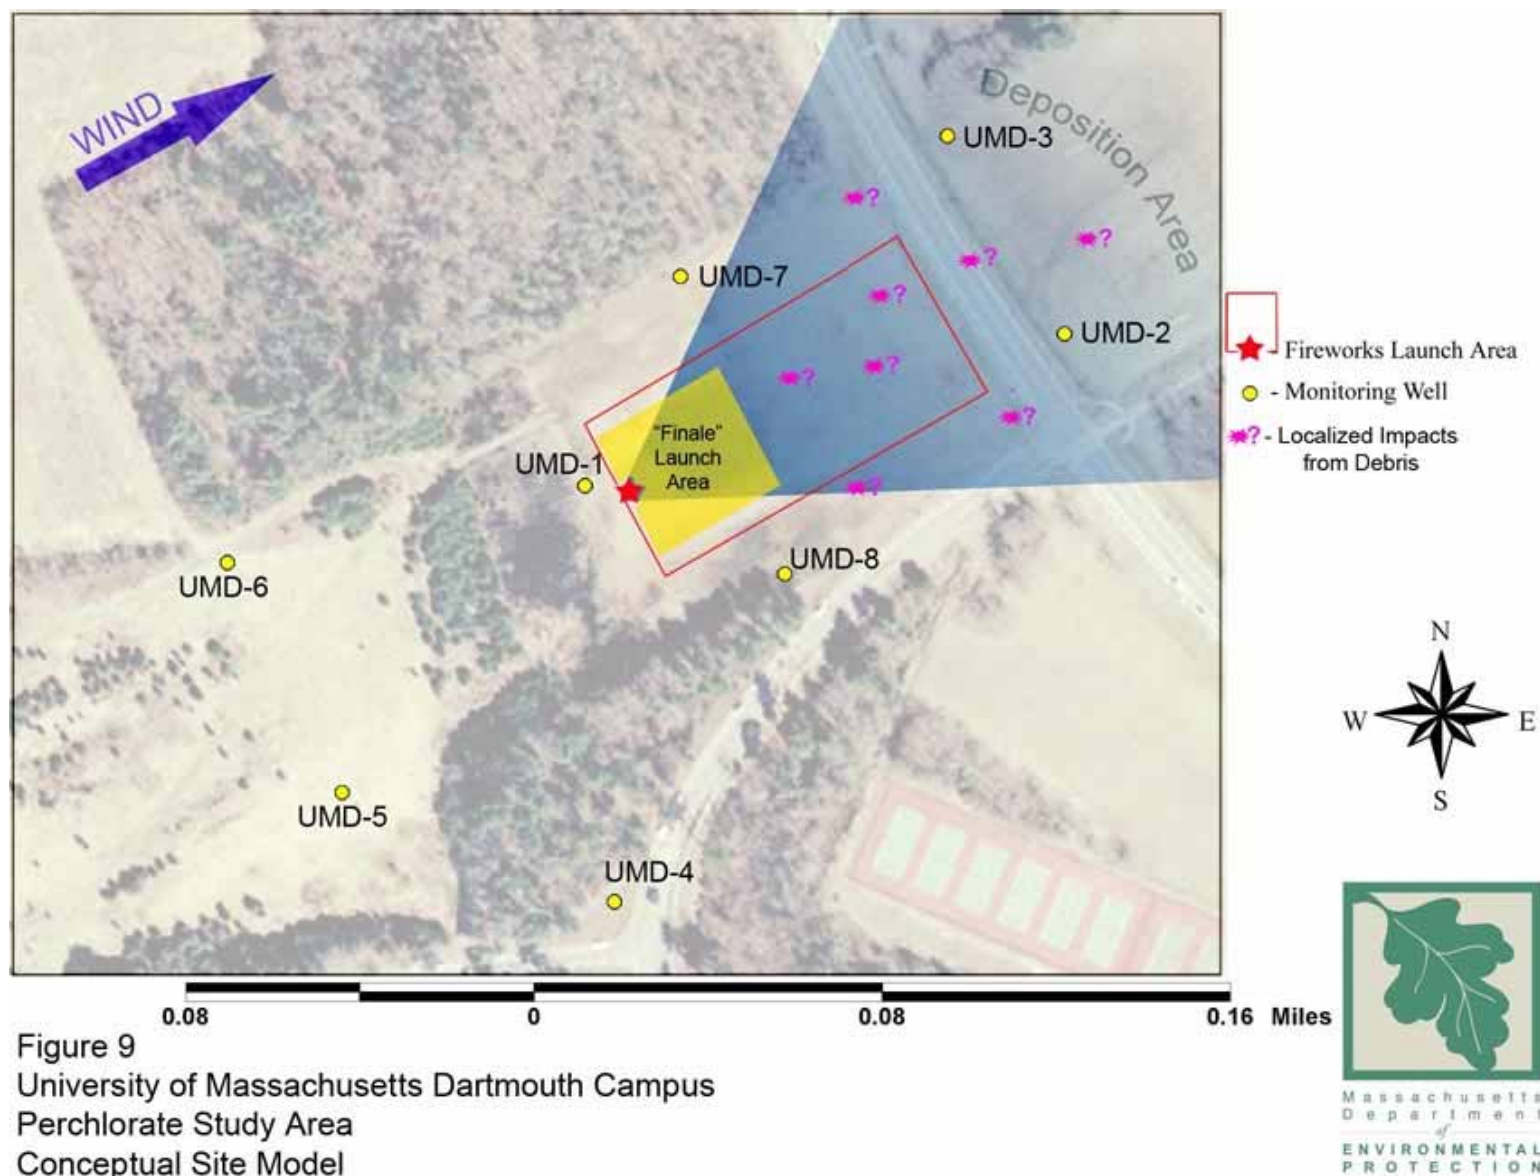 WIND
Deposition Area
UMD-3
?
?
?
UMD-7
?
UMD-2
?
?
?
?
"Finale"
Launch
Area
UMD-1
UMD-8
UMD-6
UMD-5
UMD-4
- Fireworks Launch Area
- Monitoring Well
? - Localized Impacts
from Debris
N
W
E
S
0.08
0
0.08
0.16 Miles
Figure 9
University of Massachusetts Dartmouth Campus
Perchlorate Study Area
Conceptual Site Model
Massachusetts
Department
of
ENVIRONMENTAL
PROTECTION